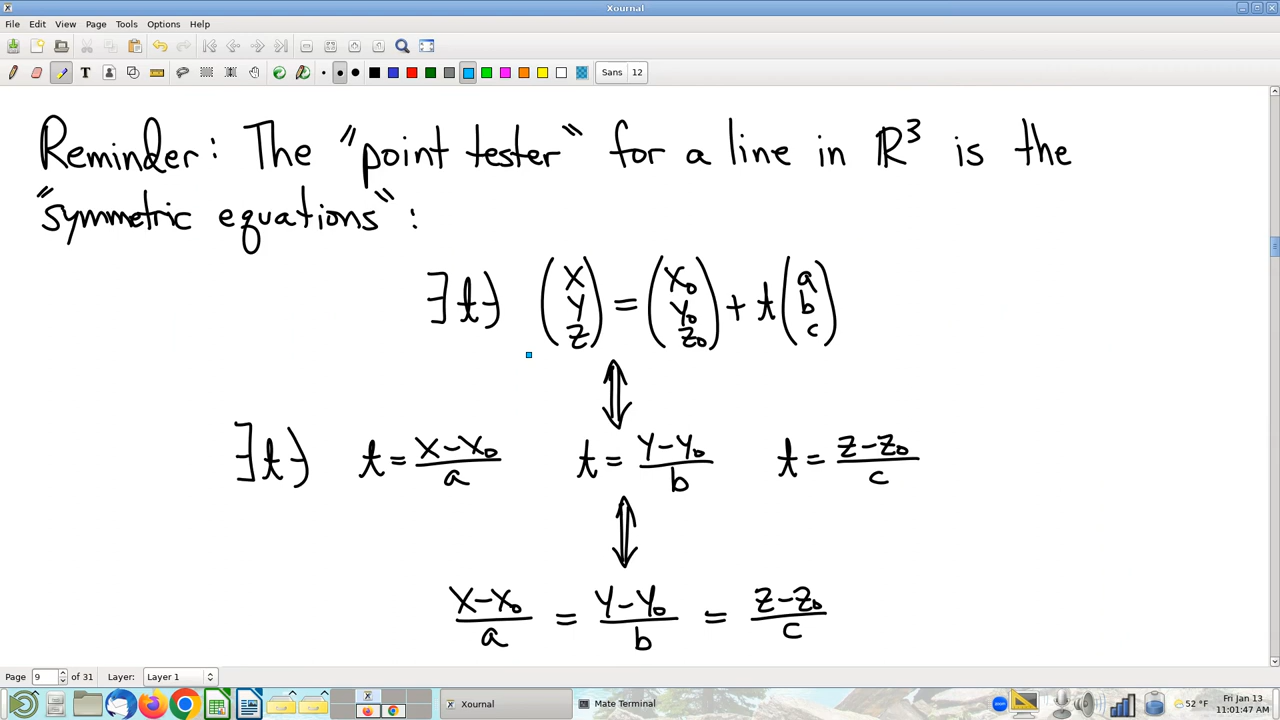 Xournal
File Edit View Page Tools Options Help
Sans 12
Reminder: The "point tester" for a line in ℝ³ is the
"symmetric equations":
∃t∋ (x y z) = (x₀ y₀ z₀) + t(a b c)
⇕
∃t∋ t = (x-x₀)/a t = (y-y₀)/b t = (z-z₀)/c
⇕
(x-x₀)/a = (y-y₀)/b = (z-z₀)/c
Page 9 of 31 Layer: Layer 1
Xournal Mate Terminal 52 °F Fri Jan 13
11:01:47 AM